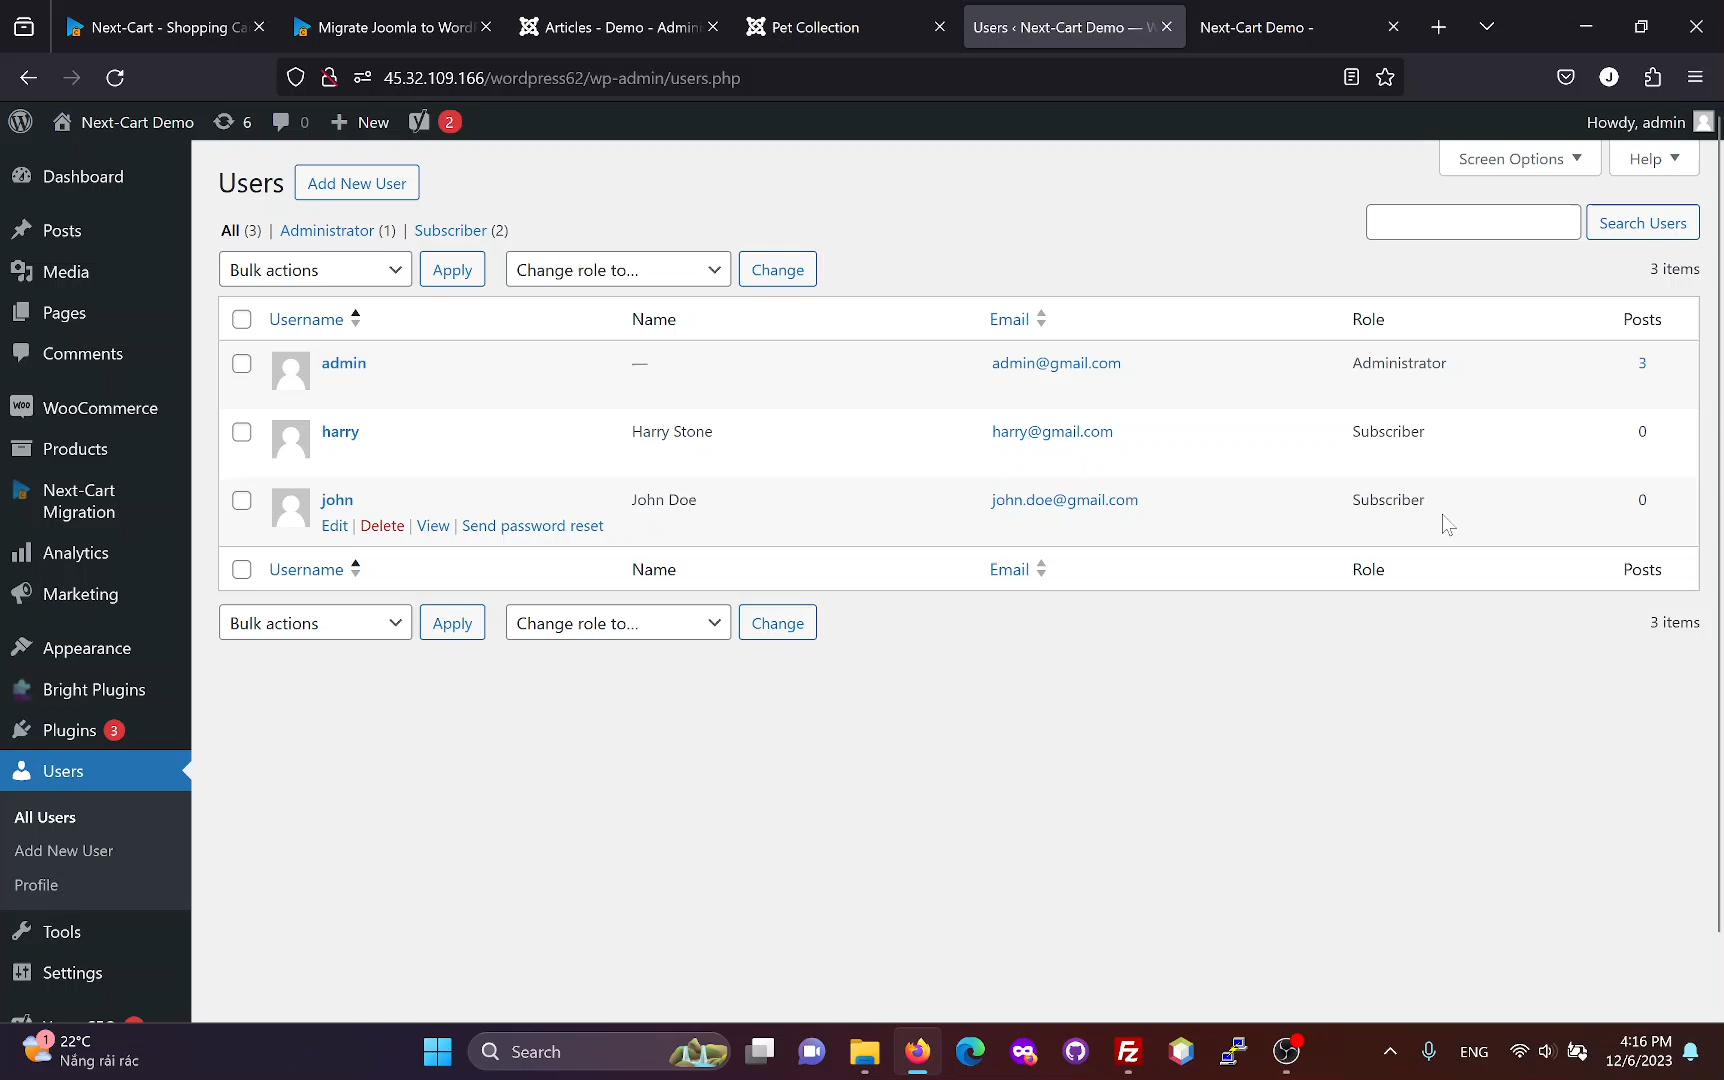 Next-Cart - Shopping Ca
Migrate Joomla to WordP
Articles - Demo - Admin
Pet Collection
Users ‹ Next-Cart Demo — W
Next-Cart Demo -
45.32.109.166/wordpress62/wp-admin/users.php
J
Next-Cart Demo
6
0
New
2
Howdy, admin
Dashboard
Posts
Media
Pages
Comments
WooCommerce
Products
Next-Cart
Migration
Analytics
Marketing
Appearance
Bright Plugins
Plugins 3
Users
All Users
Add New User
Profile
Tools
Settings
Screen Options
Help
Users
Add New User
All (3) | Administrator (1) | Subscriber (2)
Search Users
Bulk actions
Apply
Change role to...
Change
3 items
Username
Name
Email
Role
Posts
admin
—
admin@gmail.com
Administrator
3
harry
Harry Stone
harry@gmail.com
Subscriber
0
john
John Doe
john.doe@gmail.com
Subscriber
0
Edit | Delete | View | Send password reset
Username
Name
Email
Role
Posts
Bulk actions
Apply
Change role to...
Change
3 items
1
22°C
Nắng rải rác
Search
ENG
4:16 PM
12/6/2023